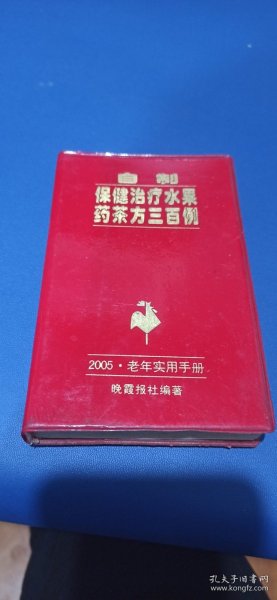 自制
保健治疗水果
药茶方三百例
2005·老年实用手册
晚霞报社编著
孔夫子旧书网
kongfz.com